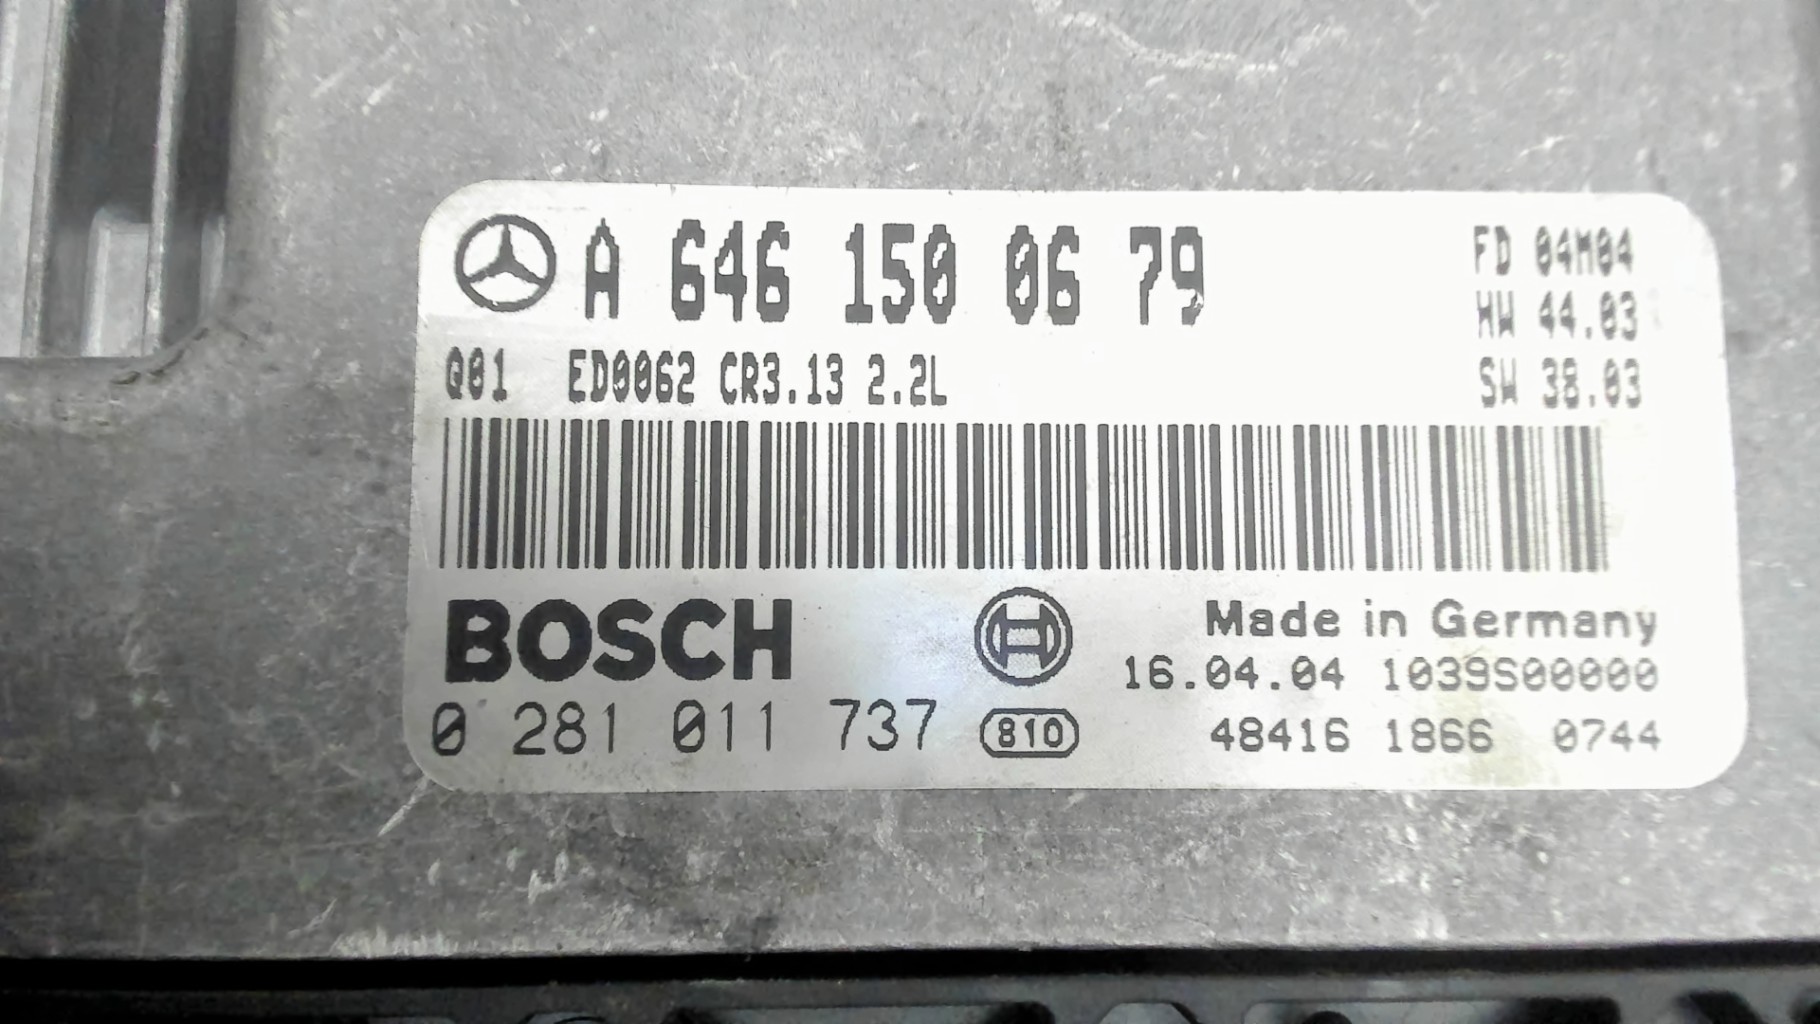 A 646 150 06 79
FD 04M04
HW 44.03
Q01 ED0062 CR3.13 2.2L
SW 38.03
BOSCH
Made in Germany
16.04.04 1039S00000
0 281 011 737
810
48416 1866 0744